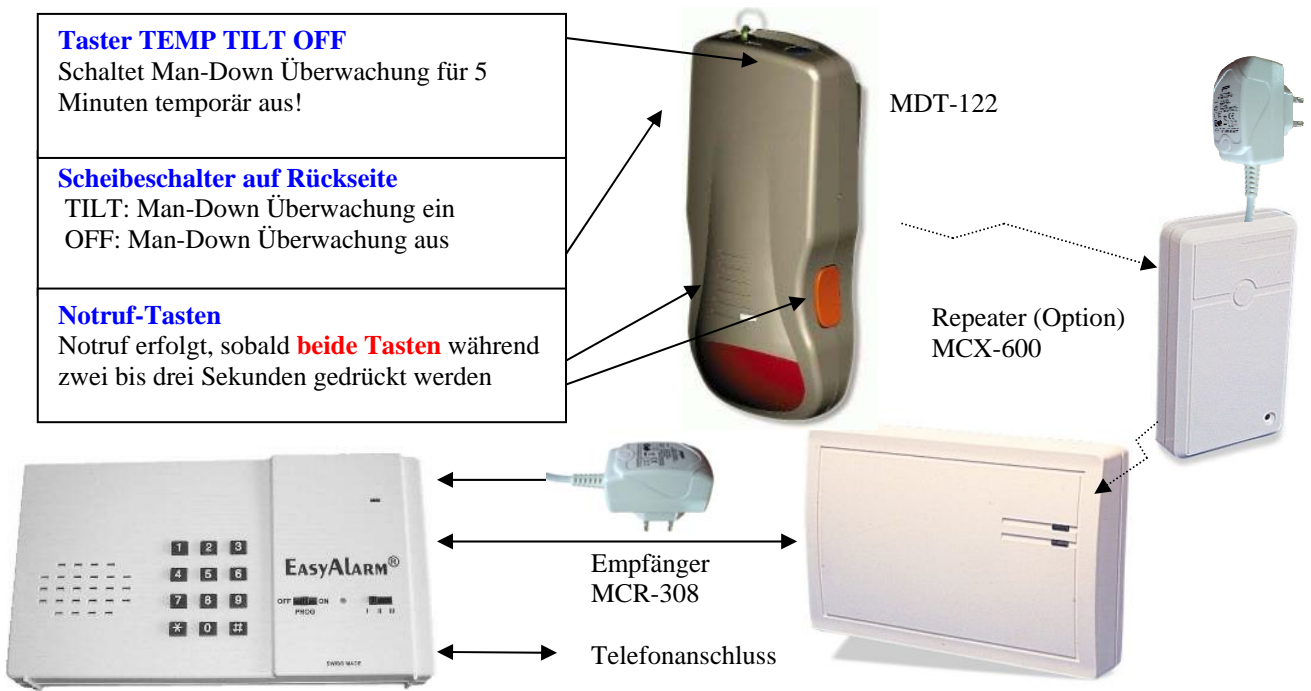 Taster TEMP TILT OFF
Schaltet Man-Down Überwachung für 5
Minuten temporär aus!
Scheibeschalter auf Rückseite
TILT: Man-Down Überwachung ein
OFF: Man-Down Überwachung aus
Notruf-Tasten
Notruf erfolgt, sobald beide Tasten während
zwei bis drei Sekunden gedrückt werden
MDT-122
Repeater (Option)
MCX-600
Empfänger
MCR-308
Telefonanschluss
1 2 3
4 5 6
7 8 9
* 0 #
EASYALARM®
OFF ON
PROG
I II III
SWISS MADE